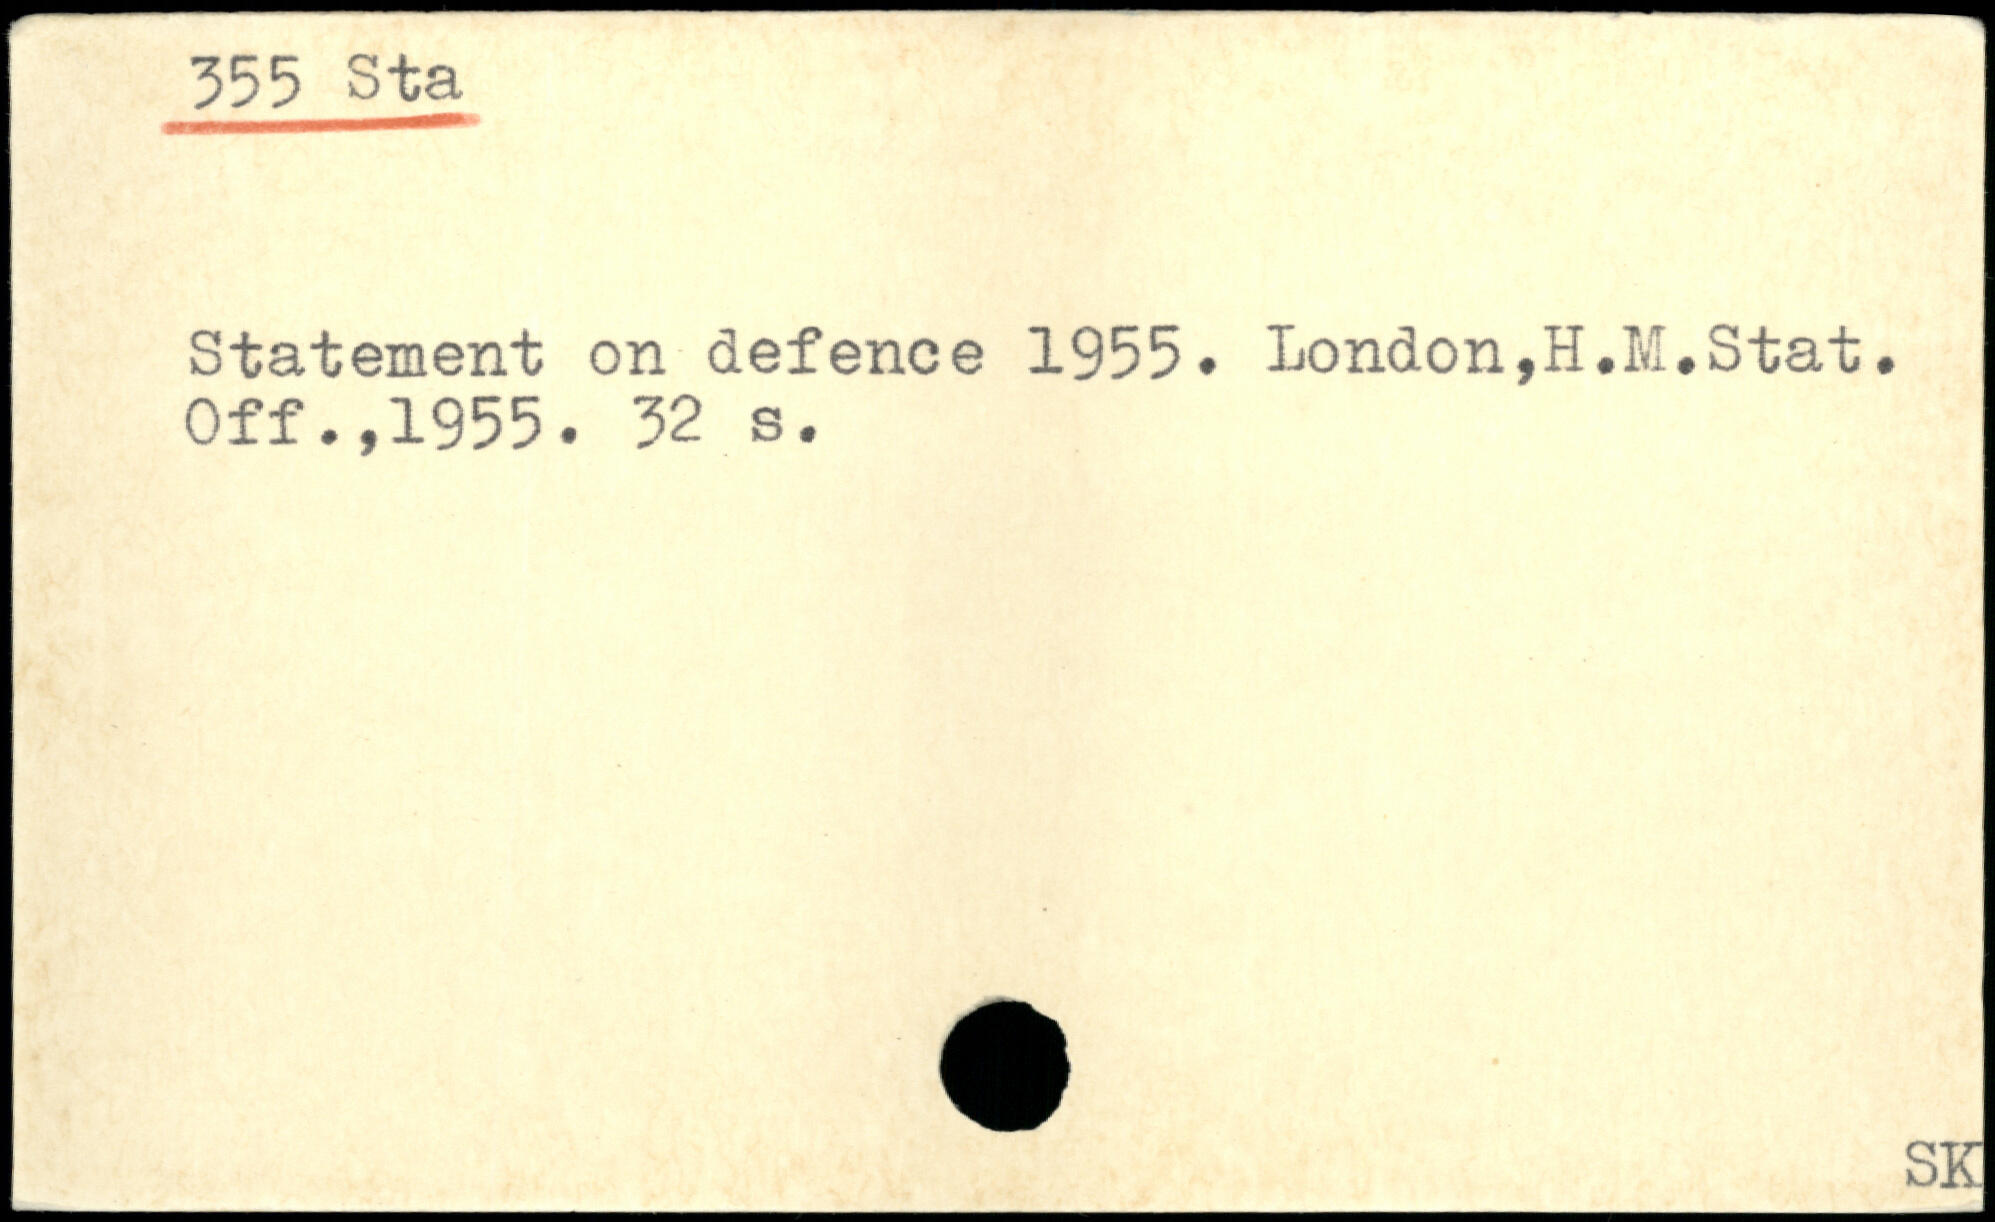 355 Sta
Statement on defence 1955. London,H.M.Stat.
Off.,1955. 32 s.
SK